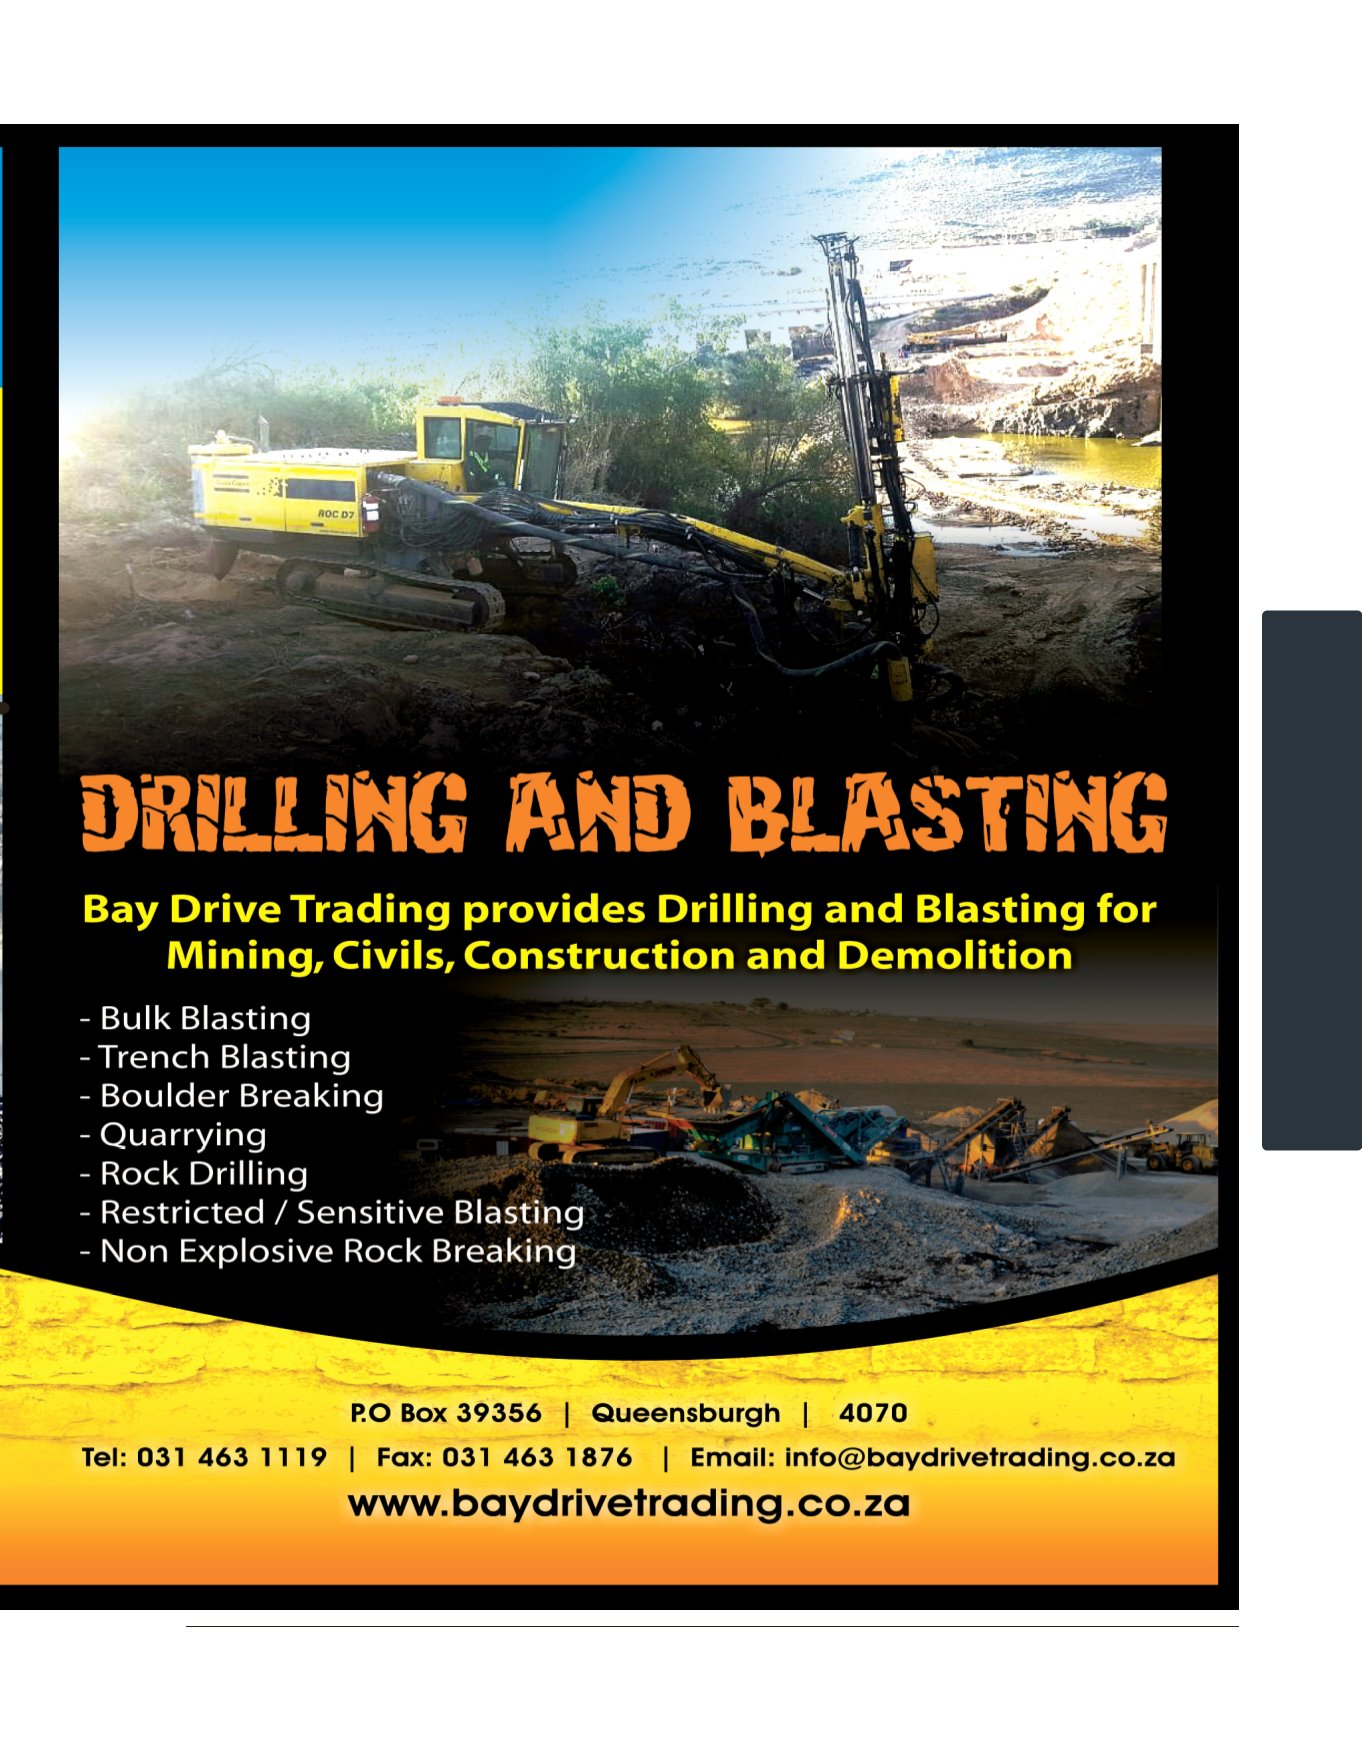 ROC D7
DRILLING AND BLASTING
Bay Drive Trading provides Drilling and Blasting for
Mining, Civils, Construction and Demolition
- Bulk Blasting
- Trench Blasting
- Boulder Breaking
- Quarrying
- Rock Drilling
- Restricted / Sensitive Blasting
- Non Explosive Rock Breaking
P.O Box 39356 | Queensburgh | 4070
Tel: 031 463 1119 | Fax: 031 463 1876 | Email: info@baydrivetrading.co.za
www.baydrivetrading.co.za